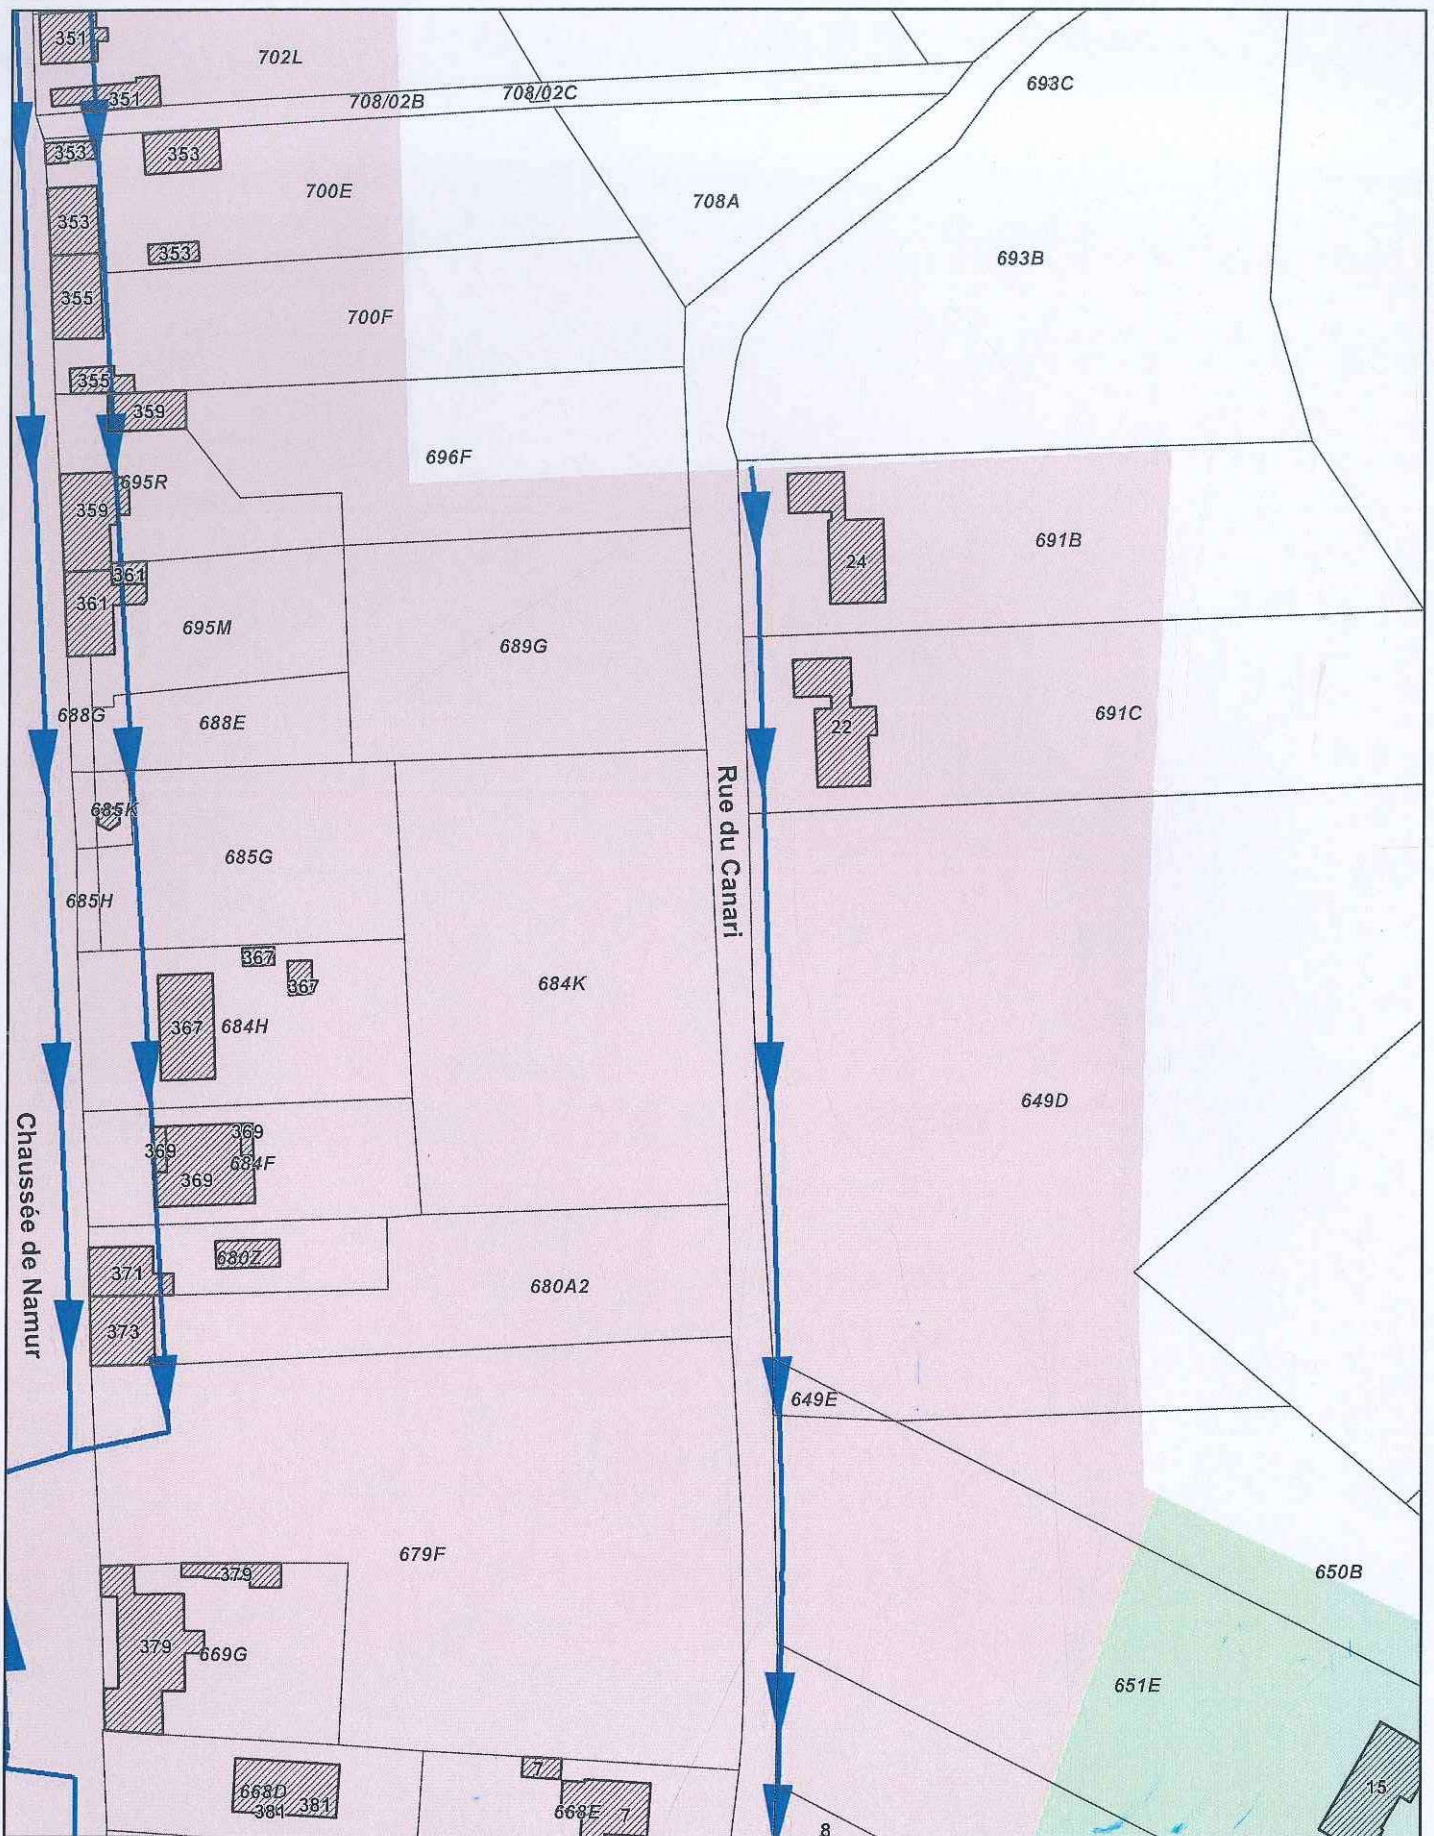 351
702L
351
708/02B
708/02C
693C
353
353
700E
708A
353
353
693B
355
700F
355
359
696F
695R
359
24
691B
361
361
695M
689G
688G
688E
22
691C
Rue du Canari
685K
685G
685H
367
367
684K
367
684H
649D
Chaussée de Namur
369
369
684F
369
680Z
371
680A2
373
649E
679F
379
650B
379
669G
651E
7
668D
381
381
668E
7
15
8